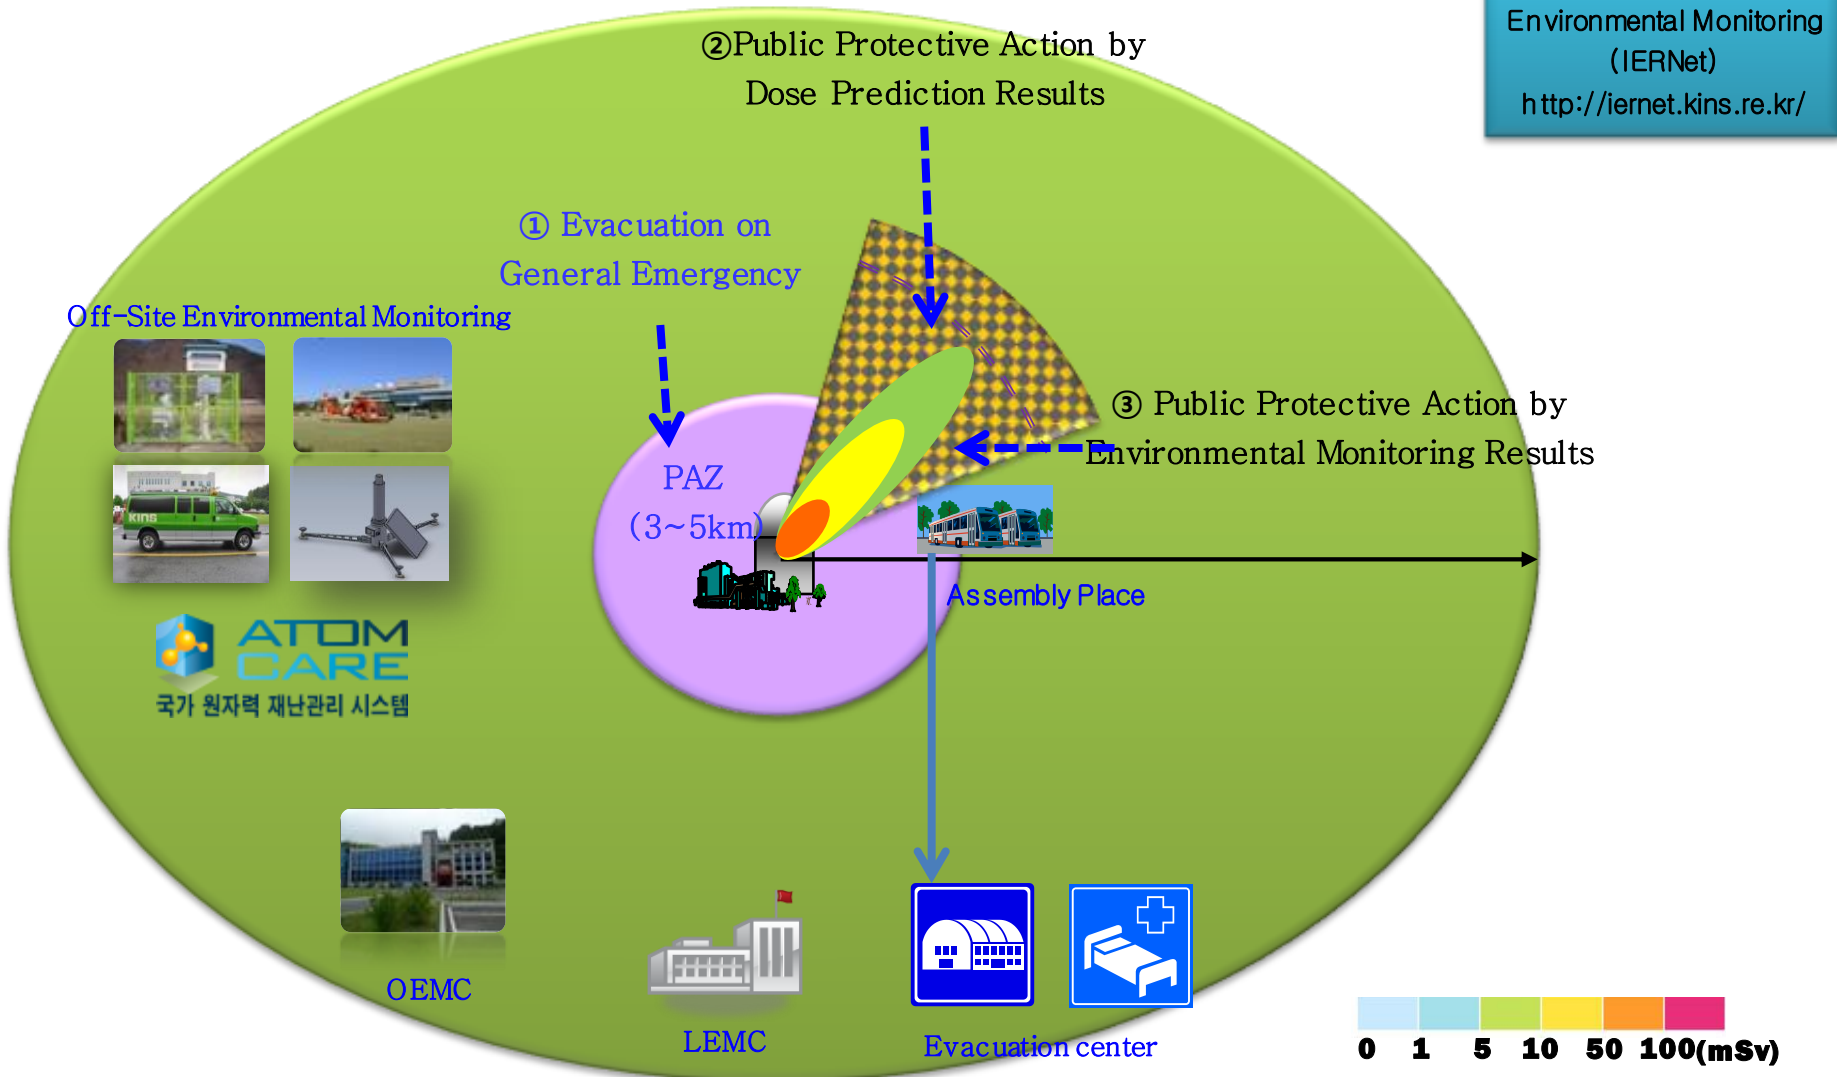 Environmental Monitoring
(IERNet)
http://iernet.kins.re.kr/
②Public Protective Action by
Dose Prediction Results
① Evacuation on
General Emergency
Off-Site Environmental Monitoring
③ Public Protective Action by
Environmental Monitoring Results
PAZ
(3~5km)
KINS
Assembly Place
ATOM
CARE
국가 원자력 재난관리 시스템
OEMC
LEMC
Evacuation center
0 1 5 10 50 100(mSv)